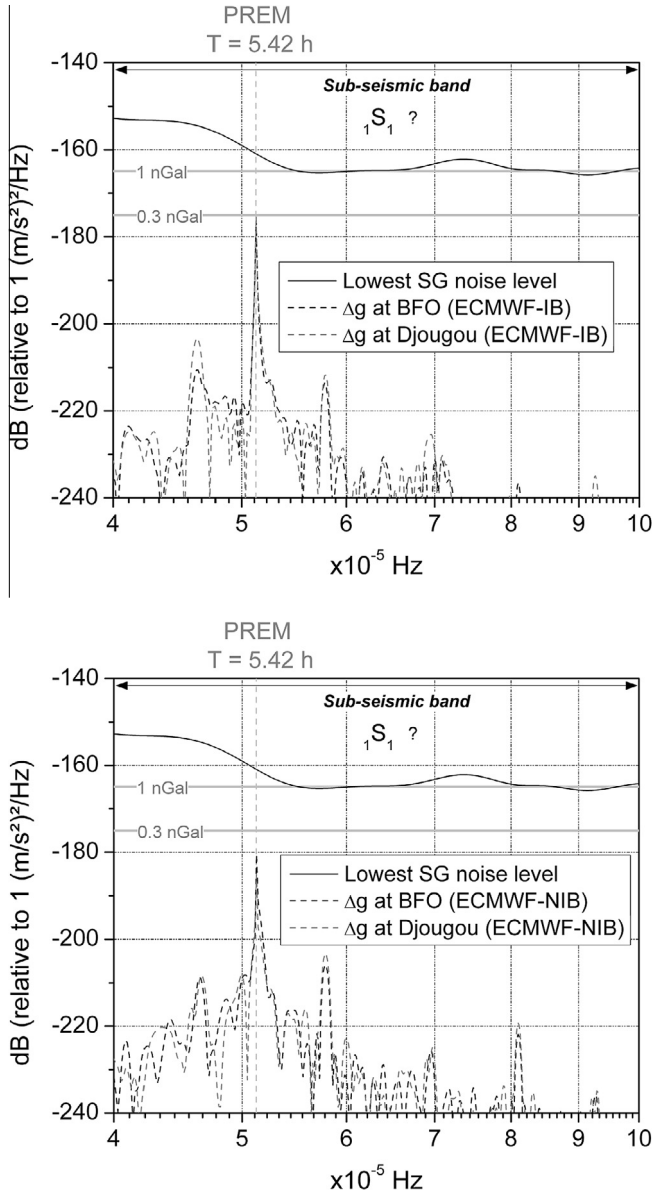 PREM
T = 5.42 h
-140
Sub-seismic band
₁S₁ ?
-160
1 nGal
0.3 nGal
-180
Lowest SG noise level
Δg at BFO (ECMWF-IB)
Δg at Djougou (ECMWF-IB)
-200
-220
-240
dB (relative to 1 (m/s²)²/Hz)
4 5 6 7 8 9 10
x10⁻⁵ Hz
PREM
T = 5.42 h
-140
Sub-seismic band
₁S₁ ?
-160
1 nGal
0.3 nGal
-180
Lowest SG noise level
Δg at BFO (ECMWF-NIB)
Δg at Djougou (ECMWF-NIB)
-200
-220
-240
dB (relative to 1 (m/s²)²/Hz)
4 5 6 7 8 9 10
x10⁻⁵ Hz